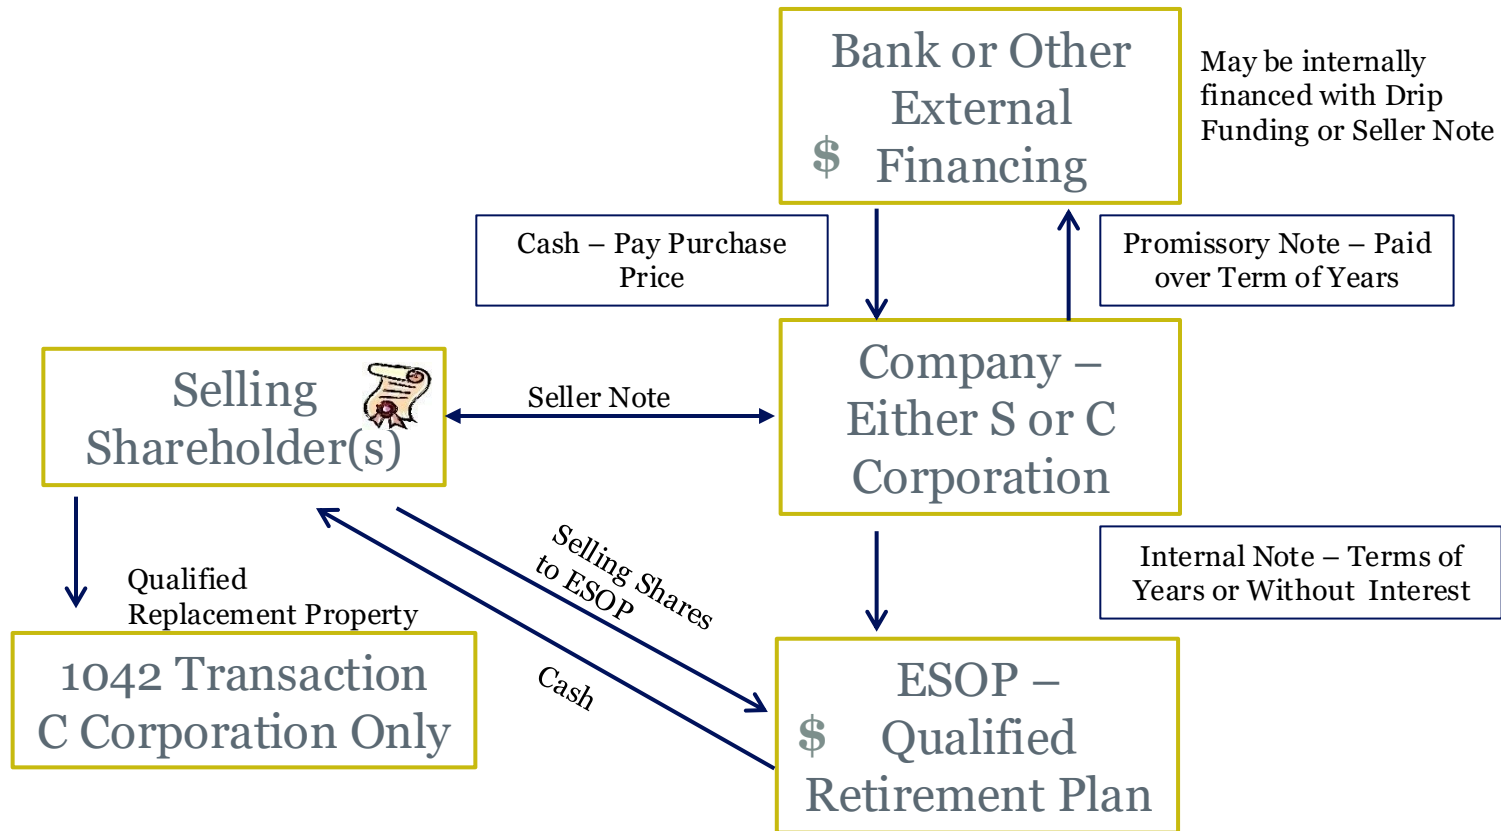 Bank or Other
External
$ Financing
May be internally
financed with Drip
Funding or Seller Note
Cash – Pay Purchase
Price
Promissory Note – Paid
over Term of Years
Selling
Shareholder(s)
Seller Note
Company –
Either S or C
Corporation
Qualified
Replacement Property
Selling Shares
to ESOP
Cash
Internal Note – Terms of
Years or Without Interest
1042 Transaction
C Corporation Only
ESOP –
$ Qualified
Retirement Plan